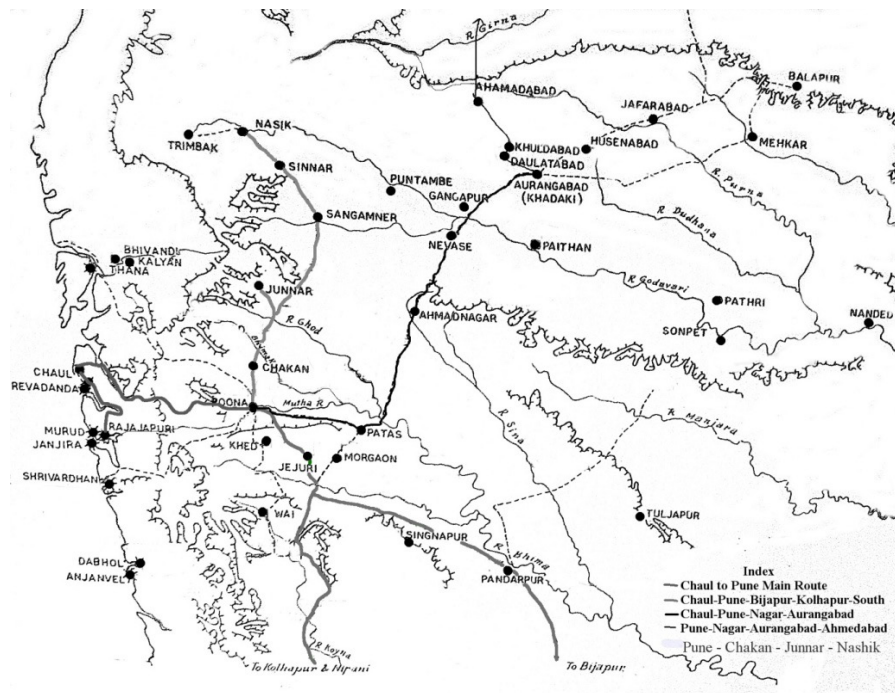 R Girna
BALAPUR
AHAMADABAD
JAFARABAD
NASIK
TRIMBAK
KHULDABAD
HUSENABAD
MEHKAR
DAULATABAD
SINNAR
AURANGABAD
(KHADAKI)
R Purna
PUNTAMBE
GANGAPUR
SANGAMNER
R Dudhana
NEVASE
PAITHAN
BHIVANDI
KALYAN
THANA
R Godavari
JUNNAR
PATHRI
NANDED
AHMADNAGAR
R Ghod
SONPET
CHAKAN
CHAUL
REVADANDA
POONA
Mutha R
R Manjara
MURUD
RAJAJAPURI
PATAS
R Sina
JANJIRA
KHED
MORGAON
JEJURI
SHRIVARDHAN
WAI
TULJAPUR
SINGNAPUR
R Bhima
DABHOL
ANJANVEL
PANDARPUR
Index
Chaul to Pune Main Route
Chaul-Pune-Bijapur-Kolhapur-South
Chaul-Pune-Nagar-Aurangabad
Pune-Nagar-Aurangabad-Ahmedabad
Pune - Chakan - Junnar - Nashik
R Koyna
To Kolhapur & Mirani
To Bijapur